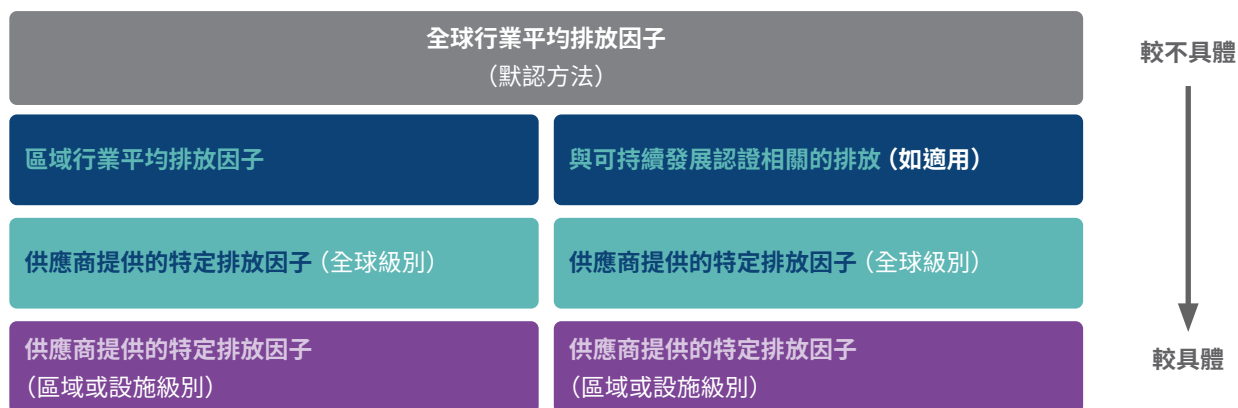 全球行業平均排放因子
（默認方法）
較不具體
區域行業平均排放因子
與可持續發展認證相關的排放（如適用）
供應商提供的特定排放因子（全球級別）
供應商提供的特定排放因子（全球級別）
供應商提供的特定排放因子
（區域或設施級別）
供應商提供的特定排放因子
（區域或設施級別）
較具體